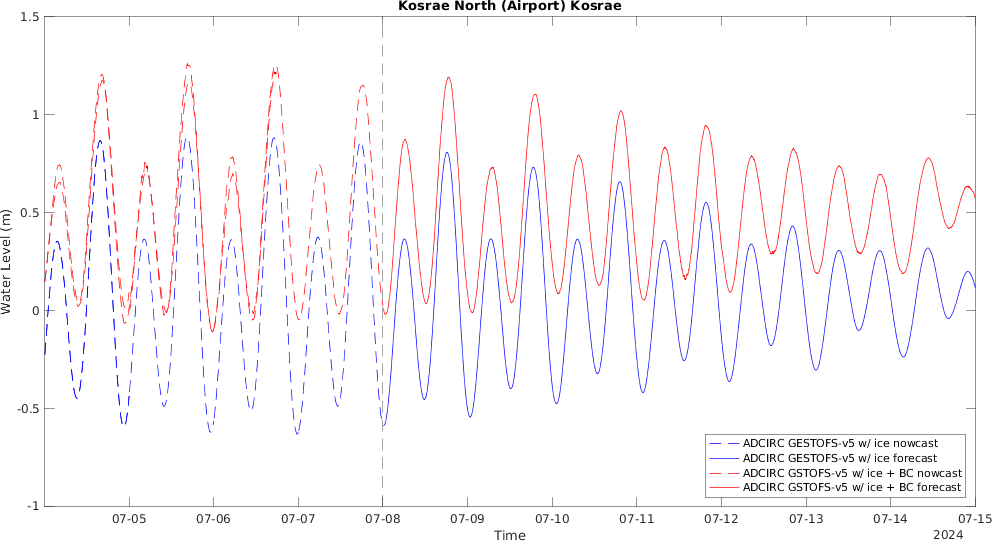 Kosrae North (Airport) Kosrae
1.5
1
0.5
0
-0.5
-1
Water Level (m)
07-05 07-06 07-07 07-08 07-09 07-10 07-11 07-12 07-13 07-14 07-15
Time
2024
ADCIRC GESTOFS-v5 w/ ice nowcast
ADCIRC GESTOFS-v5 w/ ice forecast
ADCIRC GSTOFS-v5 w/ ice + BC nowcast
ADCIRC GSTOFS-v5 w/ ice + BC forecast